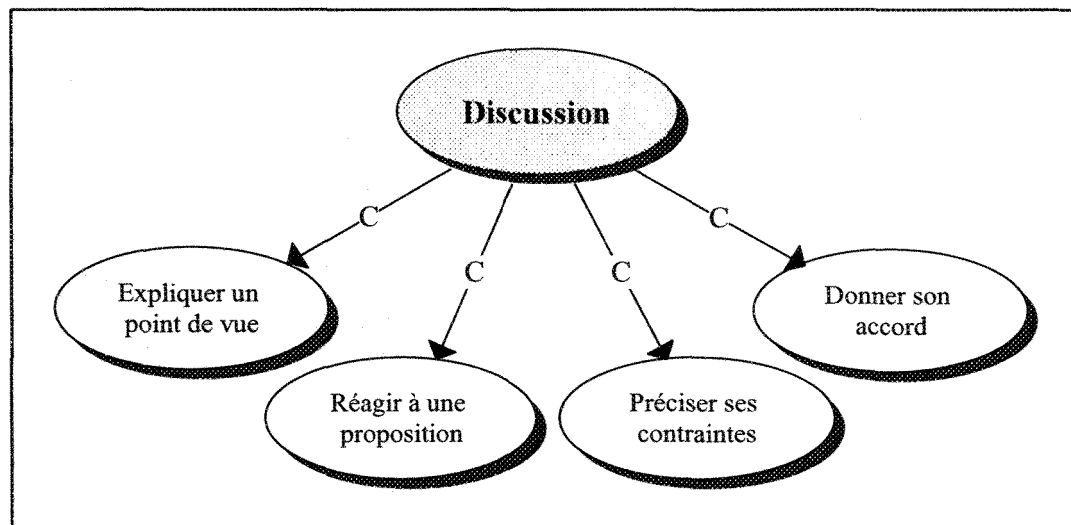 Discussion
C
C
C
C
Expliquer un
point de vue
Réagir à une
proposition
Préciser ses
contraintes
Donner son
accord